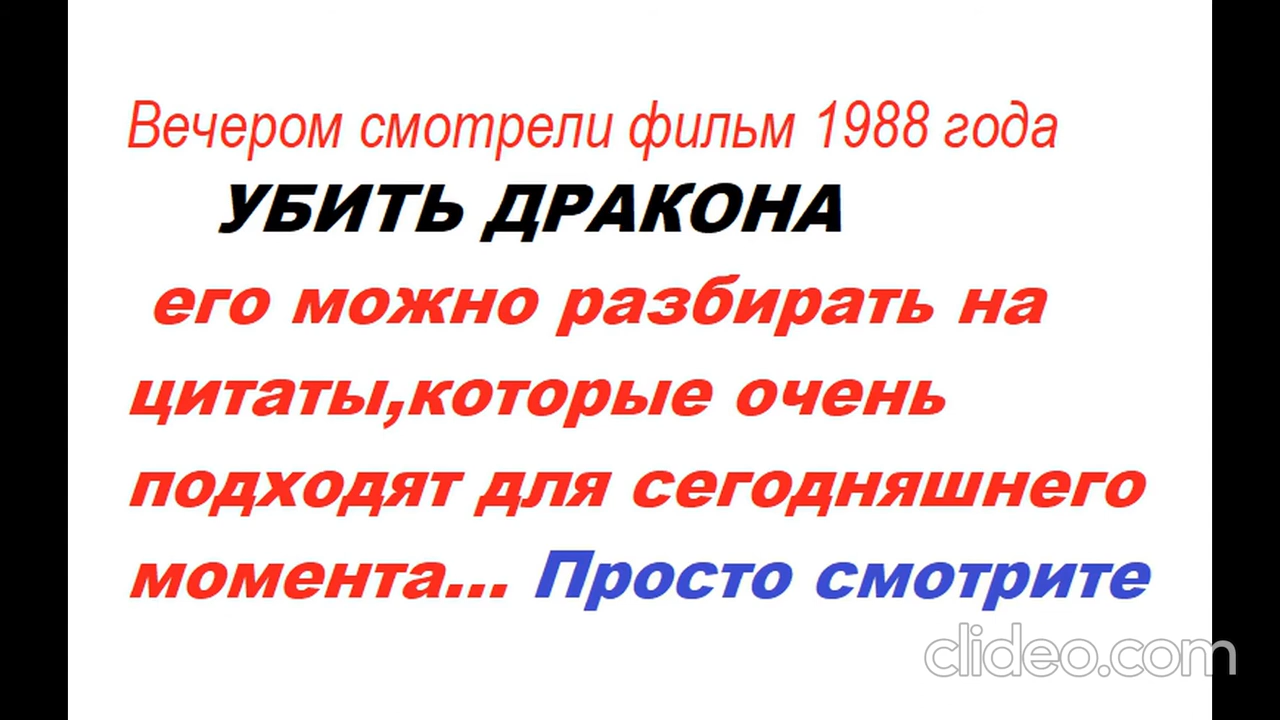 Вечером смотрели фильм 1988 года
УБИТЬ ДРАКОНА
его можно разбирать на
цитаты,которые очень
подходят для сегодняшнего
момента... Просто смотрите
clideo.com